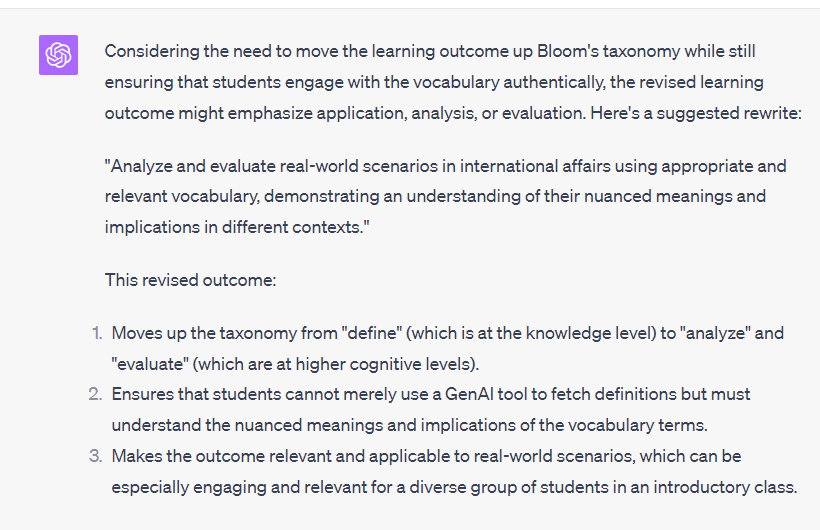 Considering the need to move the learning outcome up Bloom's taxonomy while still
ensuring that students engage with the vocabulary authentically, the revised learning
outcome might emphasize application, analysis, or evaluation. Here's a suggested rewrite:
"Analyze and evaluate real-world scenarios in international affairs using appropriate and
relevant vocabulary, demonstrating an understanding of their nuanced meanings and
implications in different contexts."
This revised outcome:
1. Moves up the taxonomy from "define" (which is at the knowledge level) to "analyze" and
"evaluate" (which are at higher cognitive levels).
2. Ensures that students cannot merely use a GenAI tool to fetch definitions but must
understand the nuanced meanings and implications of the vocabulary terms.
3. Makes the outcome relevant and applicable to real-world scenarios, which can be
especially engaging and relevant for a diverse group of students in an introductory class.